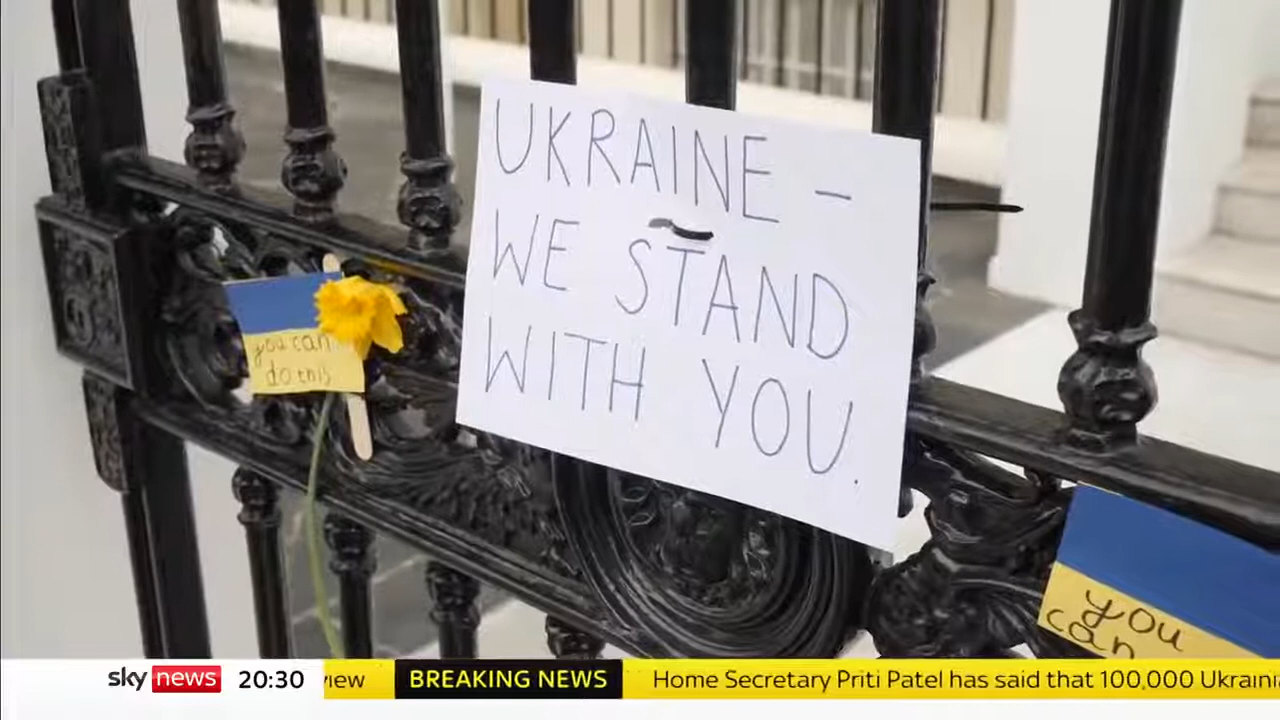 UKRAINE -
WE STAND
WITH YOU.
you can
do this
you
can
sky news 20:30 BREAKING NEWS Home Secretary Priti Patel has said that 100,000